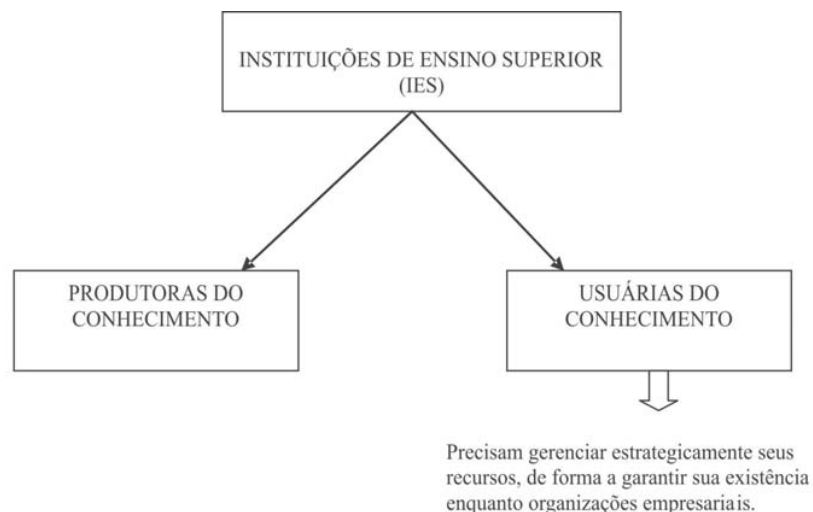 INSTITUIÇÕES DE ENSINO SUPERIOR
(IES)
PRODUTORAS DO
CONHECIMENTO
USUÁRIAS DO
CONHECIMENTO
Precisam gerenciar estrategicamente seus
recursos, de forma a garantir sua existência
enquanto organizações empresariais.